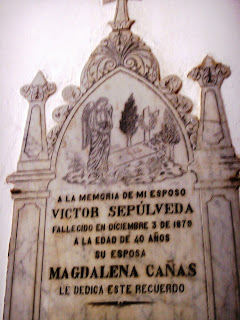 A LA MEMORIA DE MI ESPOSO
VICTOR SEPÚLVEDA
FALLECIDO EN DICIEMBRE 3 DE 1879
A LA EDAD DE 40 AÑOS
SU ESPOSA
MAGDALENA CAÑAS
LE DEDICA ESTE RECUERDO